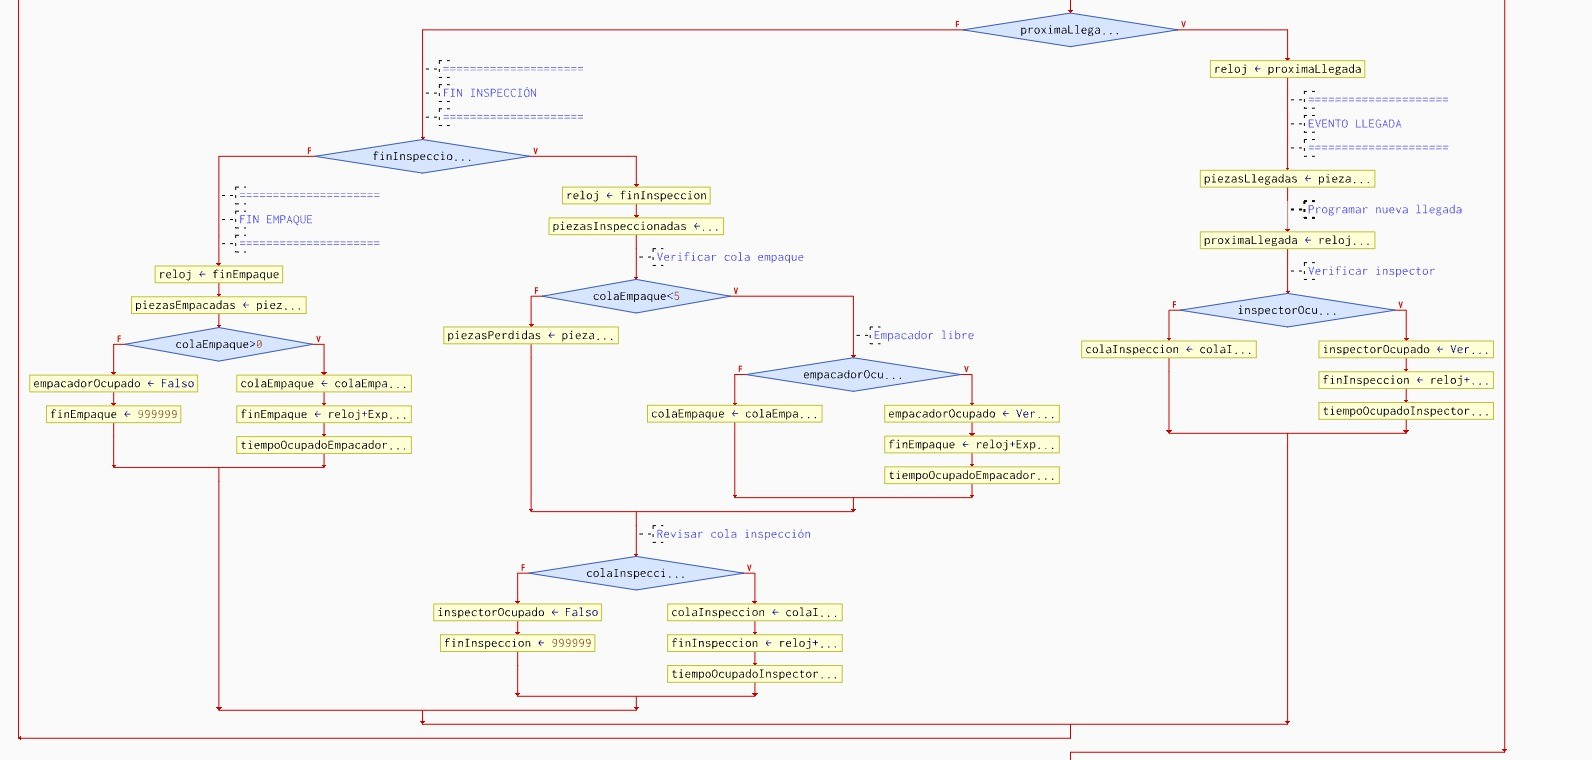 proximaLlega...
F
V
reloj ← proximaLlegada
=====================
EVENTO LLEGADA
=====================
piezasLlegadas ← pieza...
Programar nueva llegada
proximaLlegada ← reloj...
Verificar inspector
inspectorOcu...
F
V
colaInspeccion ← colaI...
inspectorOcupado ← Ver...
finInspeccion ← reloj+...
tiempoOcupadoInspector...
=====================
FIN INSPECCIÓN
=====================
finInspeccio...
F
V
=====================
FIN EMPAQUE
=====================
reloj ← finEmpaque
piezasEmpacadas ← piez...
colaEmpaque>0
F
V
empacadorOcupado ← Falso
finEmpaque ← 999999
colaEmpaque ← colaEmpa...
finEmpaque ← reloj+Exp...
tiempoOcupadoEmpacador...
reloj ← finInspeccion
piezasInspeccionadas ←...
Verificar cola empaque
colaEmpaque<5
F
V
piezasPerdidas ← pieza...
Empacador libre
empacadorOcu...
F
V
colaEmpaque ← colaEmpa...
empacadorOcupado ← Ver...
finEmpaque ← reloj+Exp...
tiempoOcupadoEmpacador...
Revisar cola inspección
colaInspecci...
F
V
inspectorOcupado ← Falso
finInspeccion ← 999999
colaInspeccion ← colaI...
finInspeccion ← reloj+...
tiempoOcupadoInspector...